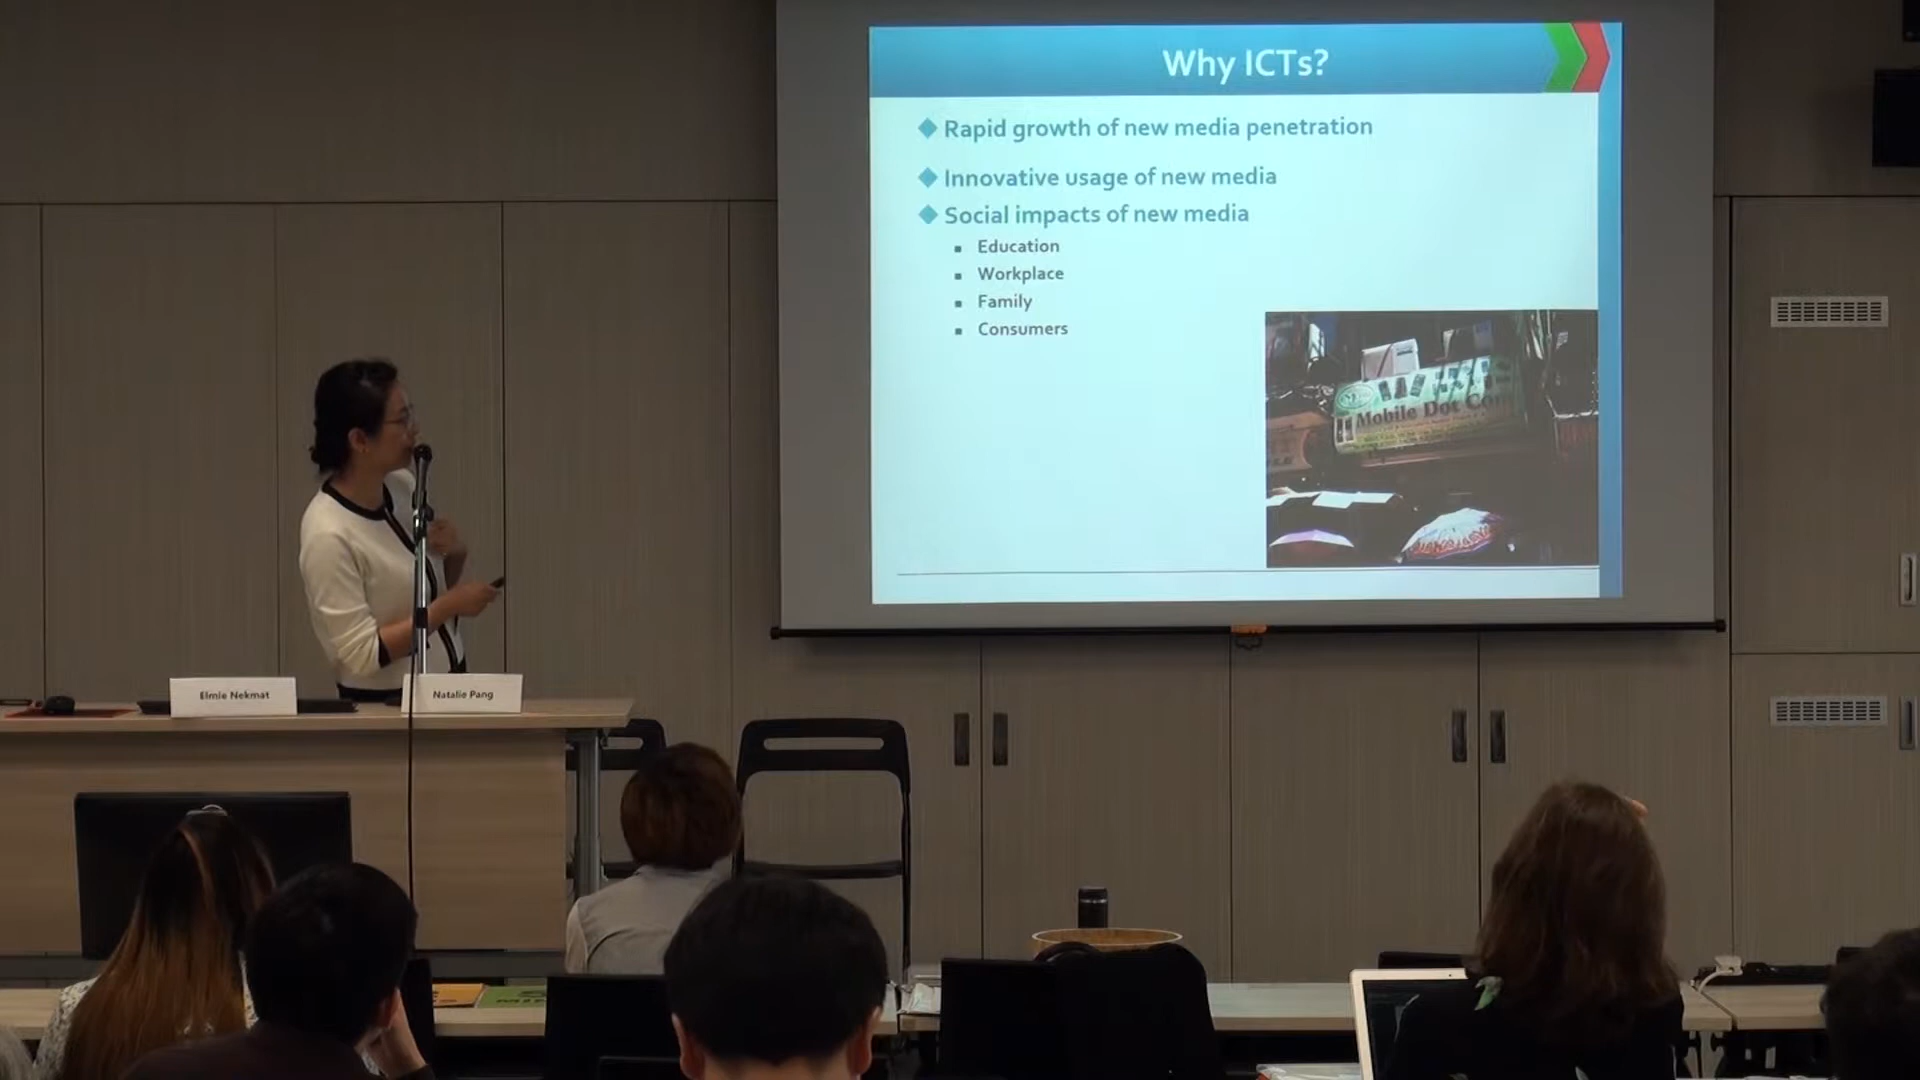 Why ICTs?
Rapid growth of new media penetration
Innovative usage of new media
Social impacts of new media
Education
Workplace
Family
Consumers
Mobile Dot Com
Elmie Nekmat
Natalie Pang